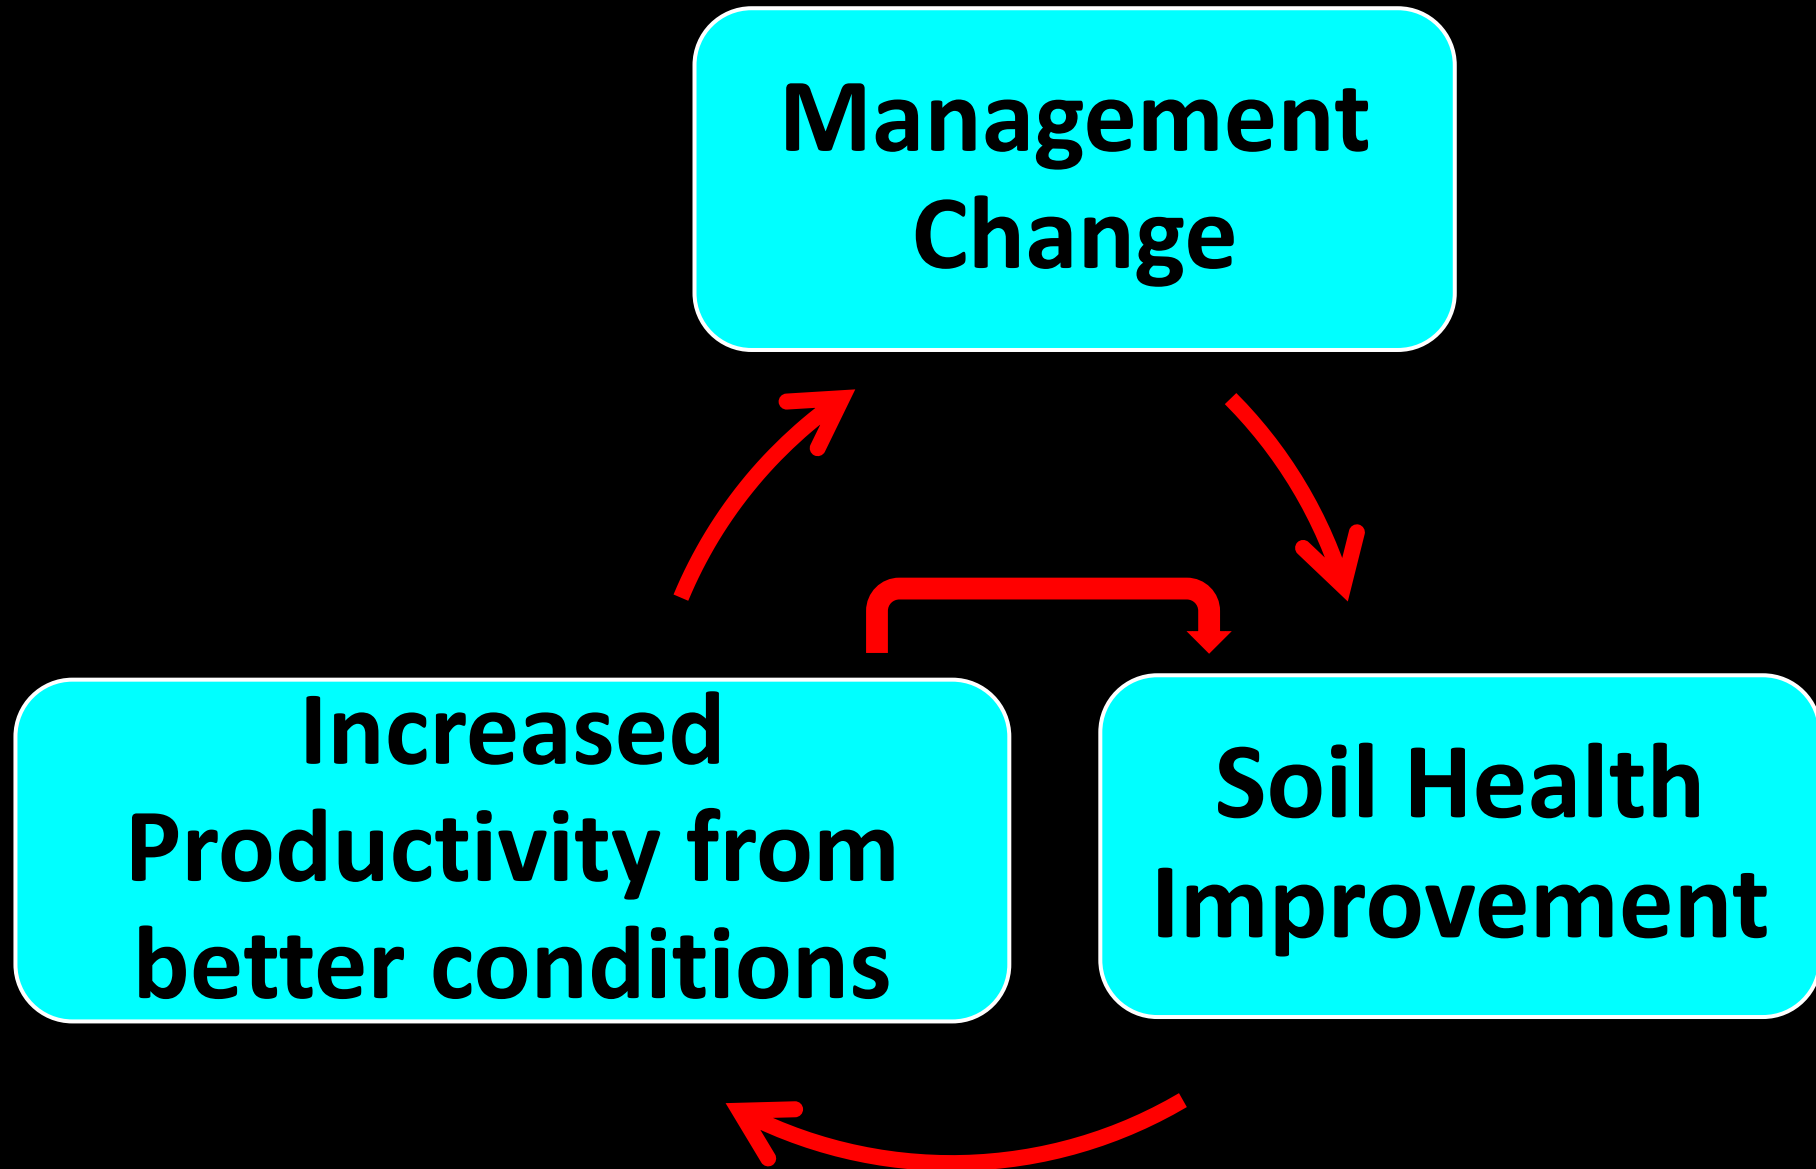 Management
Change
Increased
Productivity from
better conditions
Soil Health
Improvement